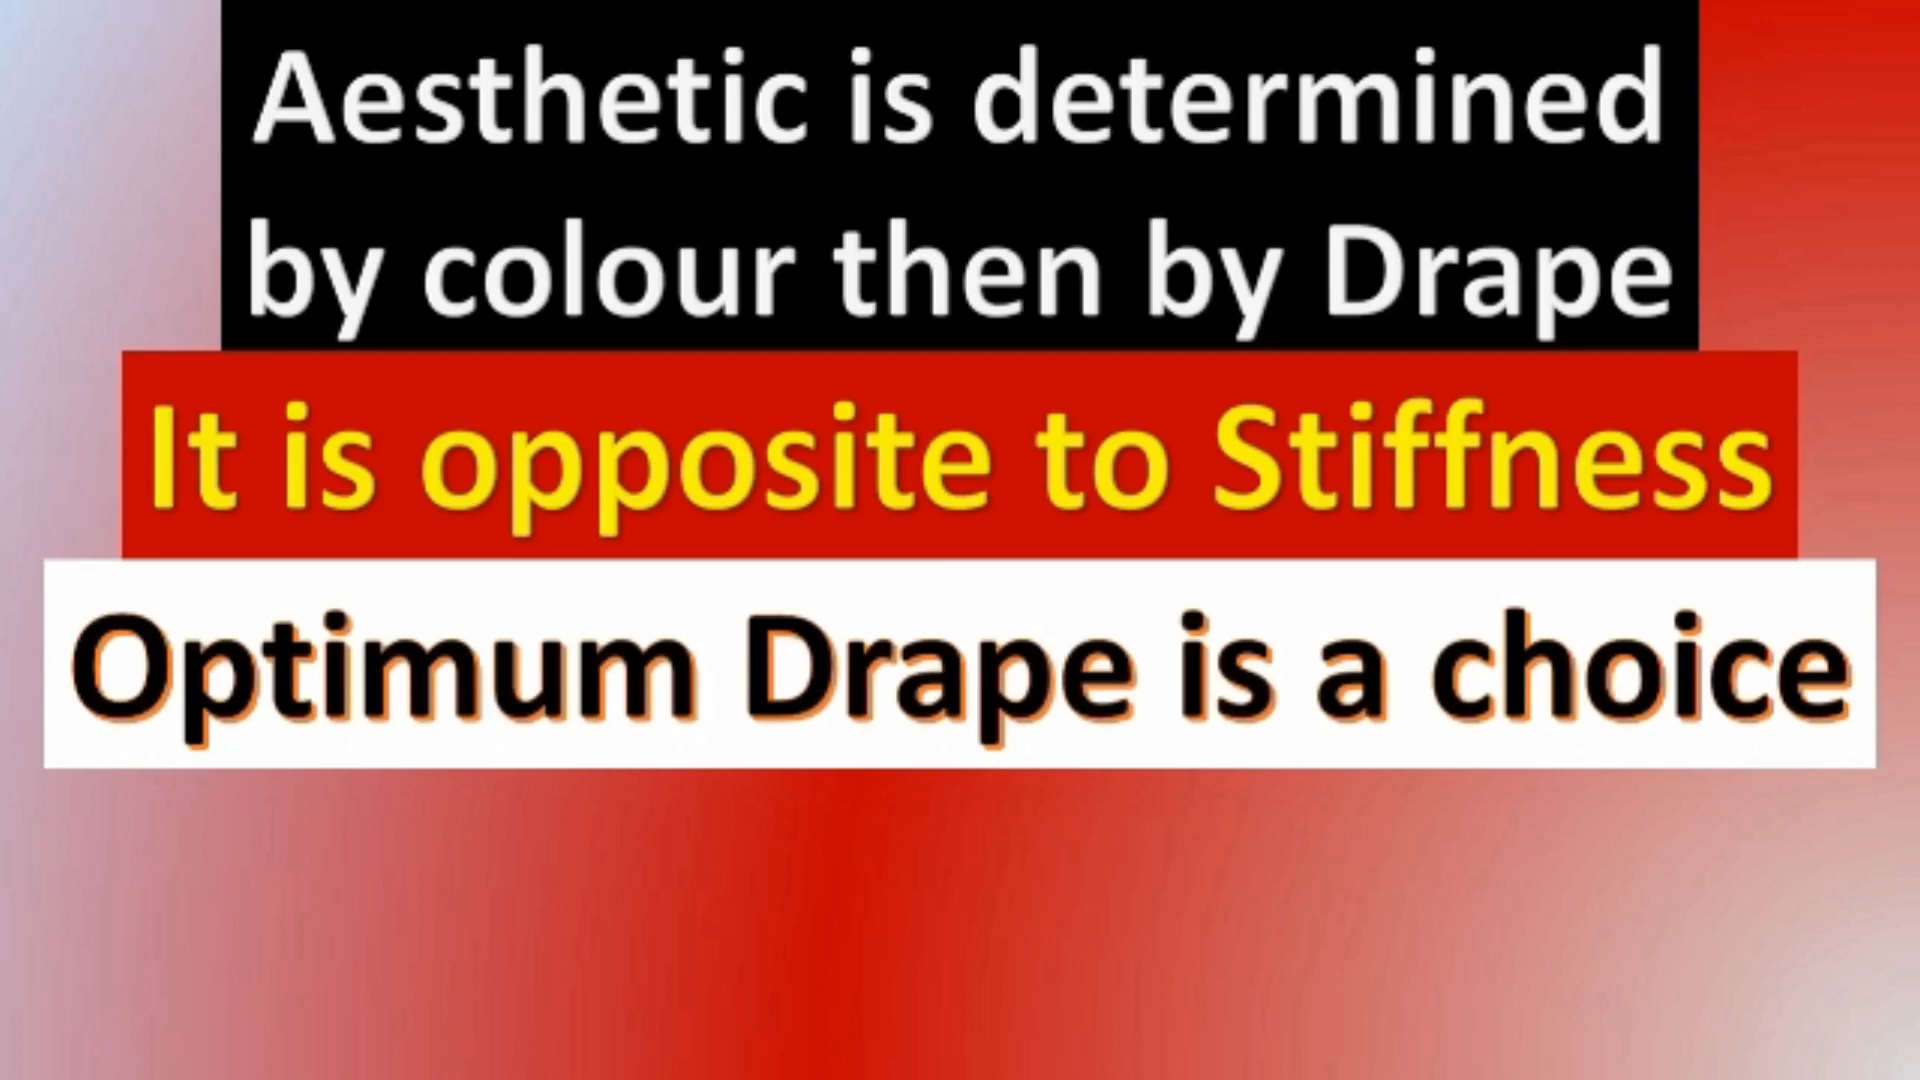 Aesthetic is determined
by colour then by Drape
It is opposite to Stiffness
Optimum Drape is a choice